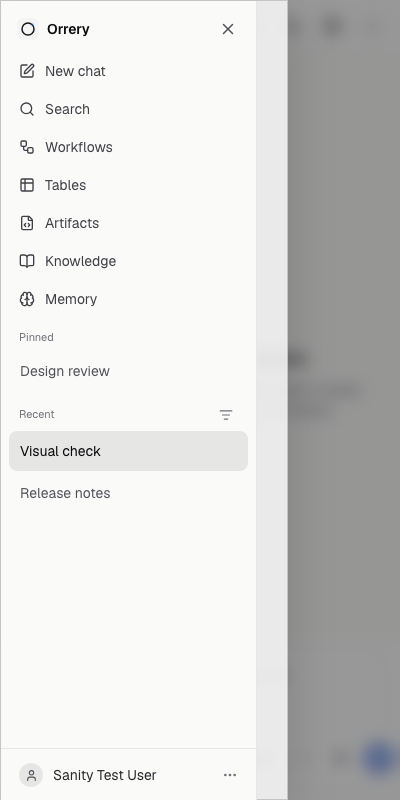 Orrery
New chat
Search
Workflows
Tables
Artifacts
Knowledge
Memory
Pinned
Design review
Recent
Visual check
Release notes
Sanity Test User